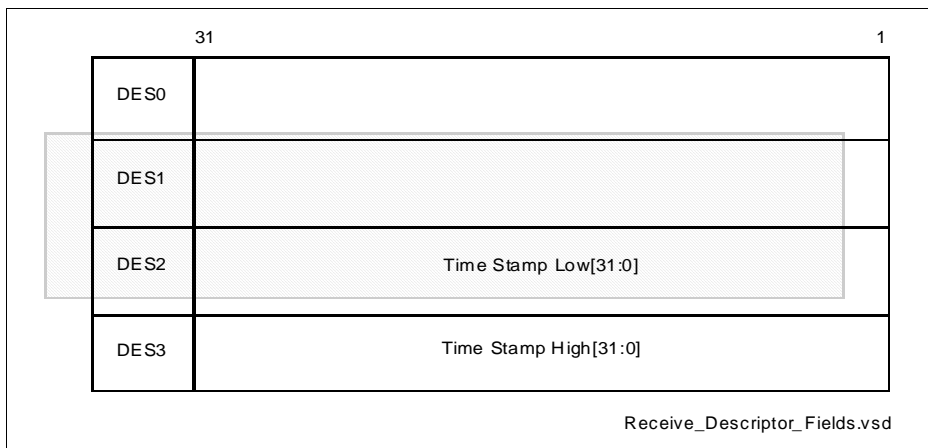 31 1
DES0
DES1
DES2 Time Stamp Low[31:0]
DES3 Time Stamp High[31:0]
Receive_Descriptor_Fields.vsd